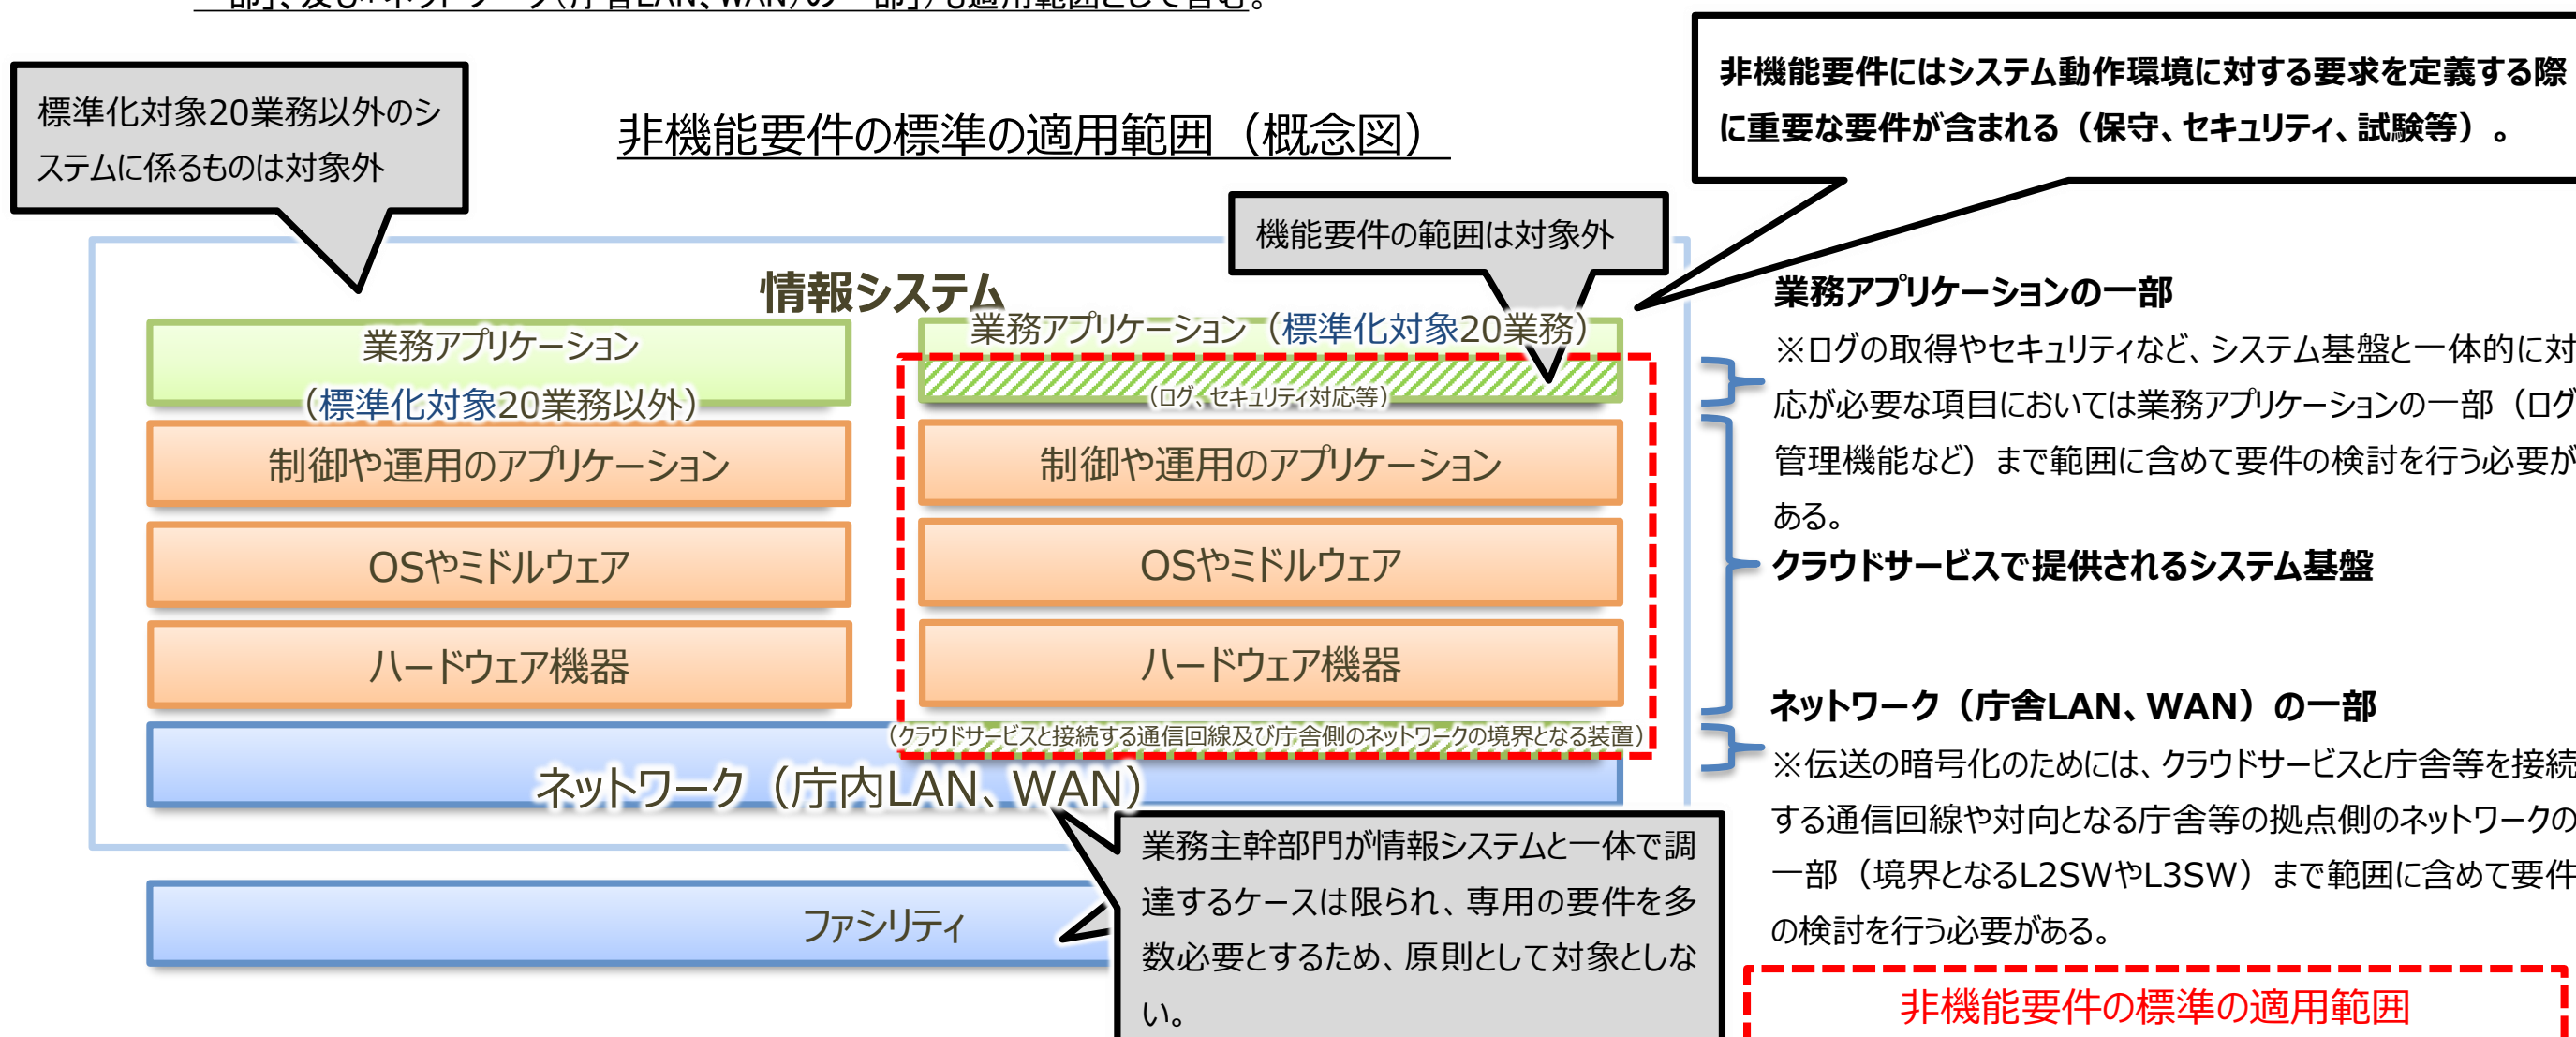 部」、及び「ネットワーク(庁舎LAN、WAN)の一部」)も適用範囲として含む。
標準化対象20業務以外のシ
ステムに係るものは対象外
非機能要件の標準の適用範囲（概念図）
非機能要件にはシステム動作環境に対する要求を定義する際
に重要な要件が含まれる（保守、セキュリティ、試験等）。
機能要件の範囲は対象外
情報システム
業務アプリケーション
（標準化対象20業務以外）
制御や運用のアプリケーション
OSやミドルウェア
ハードウェア機器
業務アプリケーション（標準化対象20業務）
（ログ、セキュリティ対応等）
制御や運用のアプリケーション
OSやミドルウェア
ハードウェア機器
（クラウドサービスと接続する通信回線及び庁舎側のネットワークの境界となる装置）
ネットワーク（庁内LAN、WAN）
ファシリティ
業務主幹部門が情報システムと一体で調
達するケースは限られ、専用の要件を多
数必要とするため、原則として対象としな
い。
業務アプリケーションの一部
※ログの取得やセキュリティなど、システム基盤と一体的に対
応が必要な項目においては業務アプリケーションの一部（ログ
管理機能など）まで範囲に含めて要件の検討を行う必要が
ある。
クラウドサービスで提供されるシステム基盤
ネットワーク（庁舎LAN、WAN）の一部
※伝送の暗号化のためには、クラウドサービスと庁舎等を接続
する通信回線や対向となる庁舎等の拠点側のネットワークの
一部（境界となるL2SWやL3SW）まで範囲に含めて要件
の検討を行う必要がある。
非機能要件の標準の適用範囲